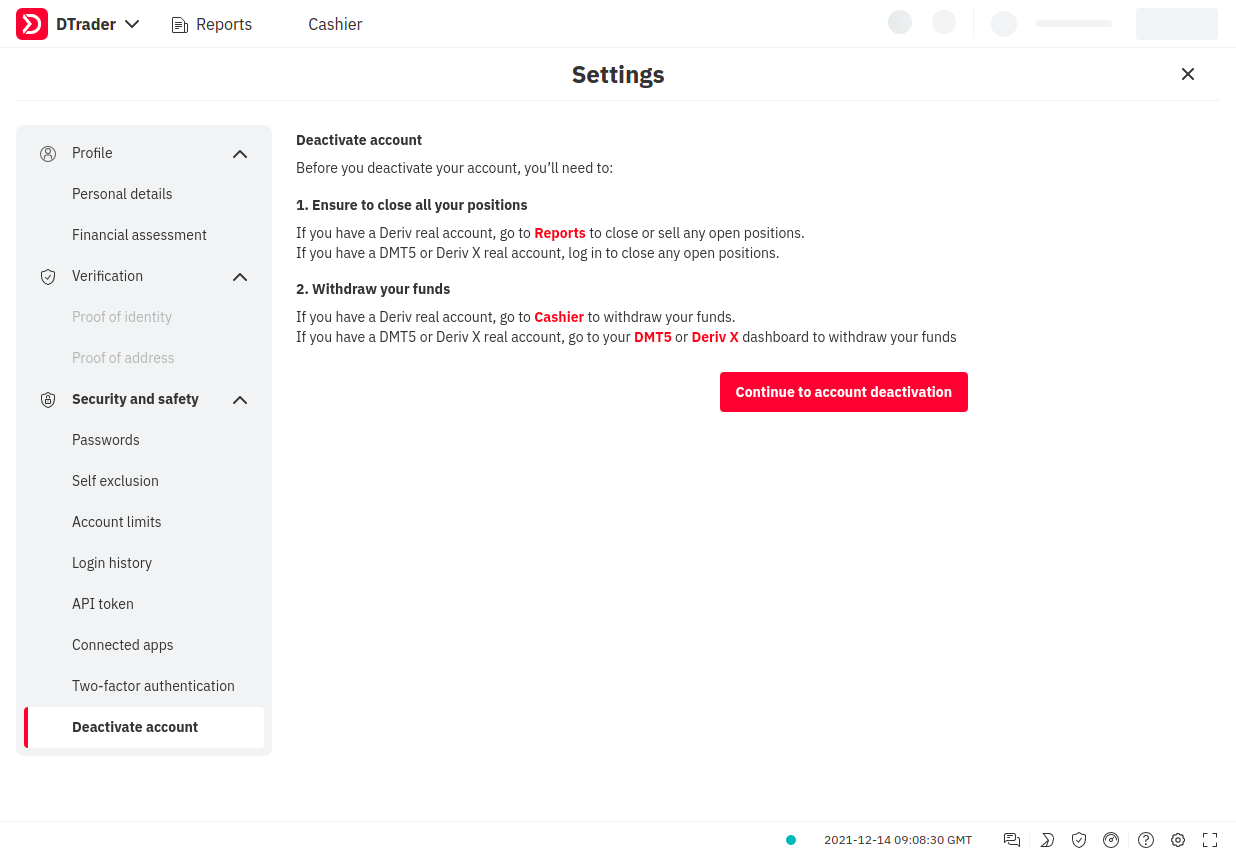 DTrader Reports Cashier
Settings
Profile
Personal details
Financial assessment
Verification
Proof of identity
Proof of address
Security and safety
Passwords
Self exclusion
Account limits
Login history
API token
Connected apps
Two-factor authentication
Deactivate account
Deactivate account
Before you deactivate your account, you’ll need to:
1. Ensure to close all your positions
If you have a Deriv real account, go to Reports to close or sell any open positions.
If you have a DMT5 or Deriv X real account, log in to close any open positions.
2. Withdraw your funds
If you have a Deriv real account, go to Cashier to withdraw your funds.
If you have a DMT5 or Deriv X real account, go to your DMT5 or Deriv X dashboard to withdraw your funds
Continue to account deactivation
2021-12-14 09:08:30 GMT